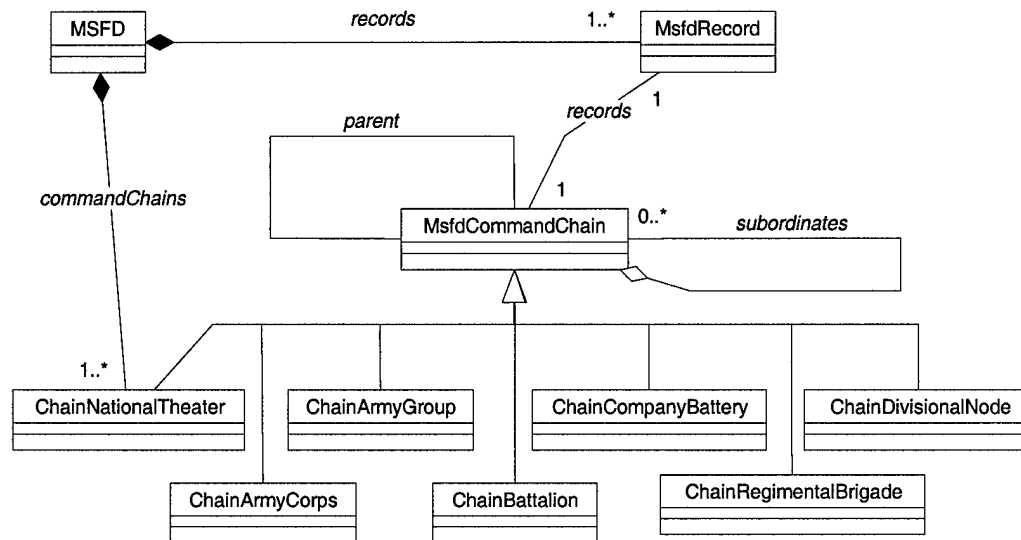 MSFD
records
1..*
MsfdRecord
1
records
parent
commandChains
1
MsfdCommandChain
0..*
subordinates
1..*
ChainNationalTheater
ChainArmyGroup
ChainCompanyBattery
ChainDivisionalNode
ChainArmyCorps
ChainBattalion
ChainRegimentalBrigade